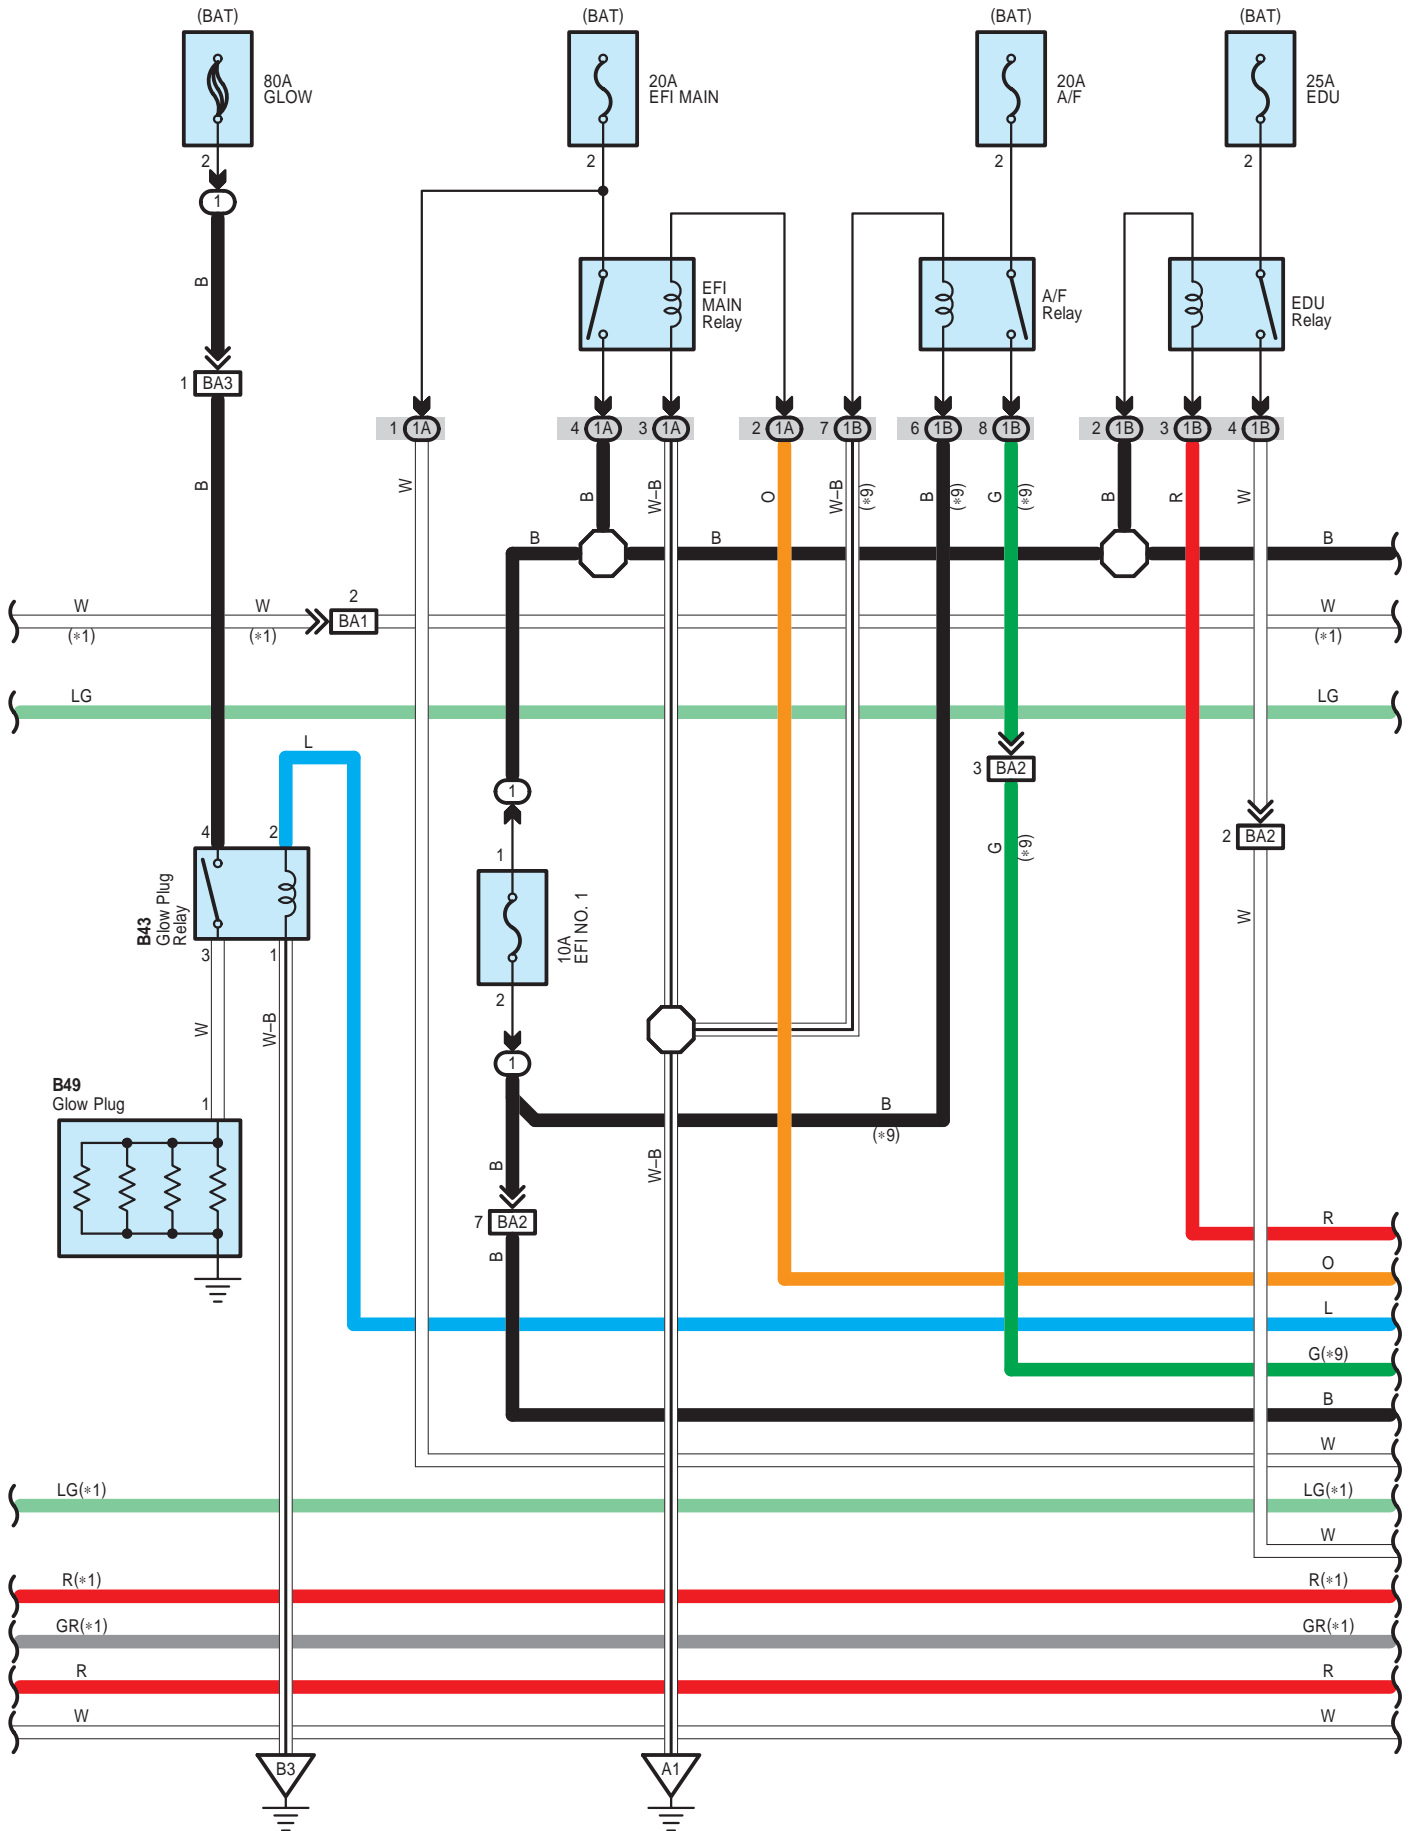 (BAT)
(BAT)
(BAT)
(BAT)
80A
GLOW
20A
EFI MAIN
20A
A/F
25A
EDU
2
2
2
2
1
B
EFI
MAIN
Relay
A/F
Relay
EDU
Relay
1 BA3
1 1A
4 1A
3 1A
2 1A
7 1B
6 1B
8 1B
2 1B
3 1B
4 1B
B
W
B
W–B
O
W–B
(*9)
B
(*9)
G
(*9)
B
R
W
B
B
B
W
(*1)
W
(*1)
2
BA1
W
(*1)
LG
LG
L
3 BA2
1
4
2
2 BA2
1
G
(*9)
B43
Glow Plug
Relay
10A
EFI NO. 1
W
3
1
2
W
W–B
1
B49
Glow Plug
1
B
(*9)
B
W–B
7 BA2
B
R
O
L
G(*9)
B
W
LG(*1)
LG(*1)
W
R(*1)
R(*1)
GR(*1)
GR(*1)
R
R
W
W
B3
A1